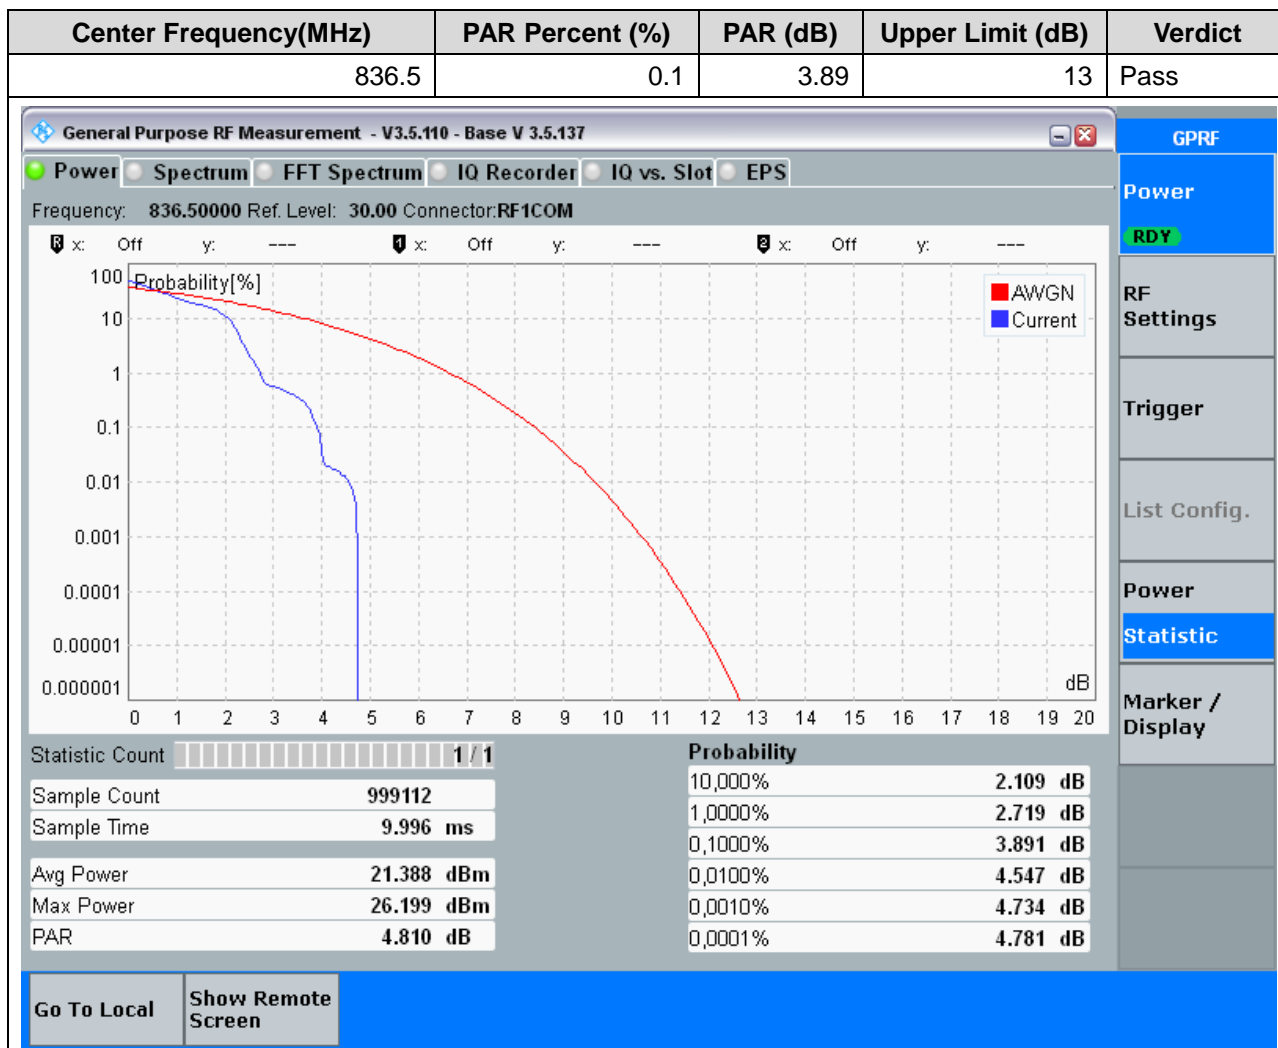 Center Frequency(MHz) PAR Percent (%) PAR (dB) Upper Limit (dB) Verdict
836.5 0.1 3.89 13 Pass
General Purpose RF Measurement - V3.5.110 - Base V 3.5.137
GPRF
Power Spectrum FFT Spectrum IQ Recorder IQ vs. Slot EPS
Frequency: 836.50000 Ref. Level: 30.00 Connector:RF1COM
R x: Off y: --- 1 x: Off y: --- 2 x: Off y: ---
Probability[%]
AWGN
Current
100
10
1
0.1
0.01
0.001
0.0001
0.00001
0.000001
dB
0 1 2 3 4 5 6 7 8 9 10 11 12 13 14 15 16 17 18 19 20
Statistic Count 1 / 1
Sample Count 999112
Sample Time 9.996 ms
Avg Power 21.388 dBm
Max Power 26.199 dBm
PAR 4.810 dB
Probability
10,000% 2.109 dB
1,0000% 2.719 dB
0,1000% 3.891 dB
0,0100% 4.547 dB
0,0010% 4.734 dB
0,0001% 4.781 dB
Power
RDY
RF
Settings
Trigger
List Config.
Power
Statistic
Marker /
Display
Go To Local
Show Remote
Screen